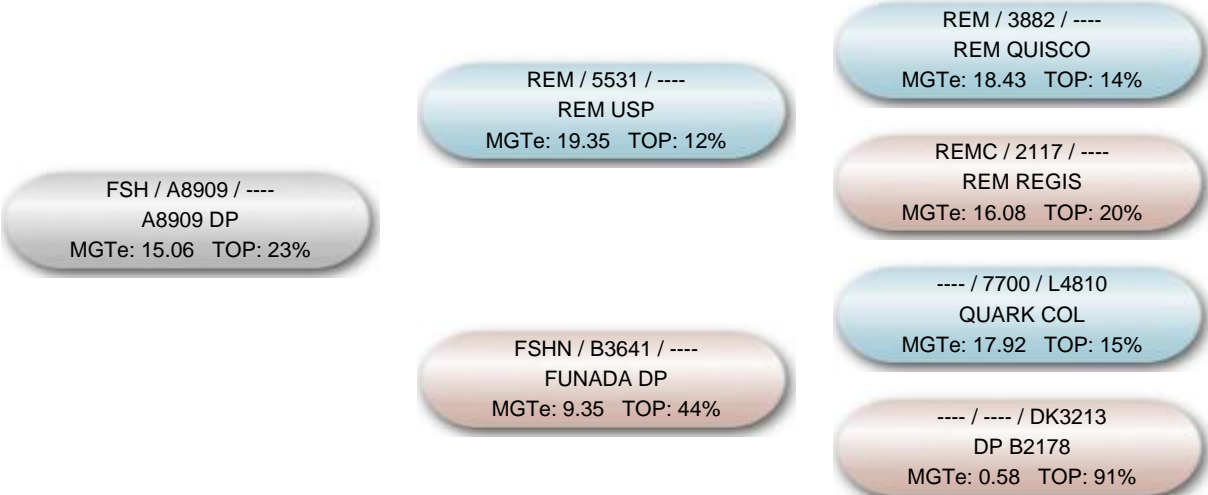 FSH / A8909 / ----
A8909 DP
MGTe: 15.06 TOP: 23%
REM / 5531 / ----
REM USP
MGTe: 19.35 TOP: 12%
FSHN / B3641 / ----
FUNADA DP
MGTe: 9.35 TOP: 44%
REM / 3882 / ----
REM QUISCO
MGTe: 18.43 TOP: 14%
REMC / 2117 / ----
REM REGIS
MGTe: 16.08 TOP: 20%
---- / 7700 / L4810
QUARK COL
MGTe: 17.92 TOP: 15%
---- / ---- / DK3213
DP B2178
MGTe: 0.58 TOP: 91%